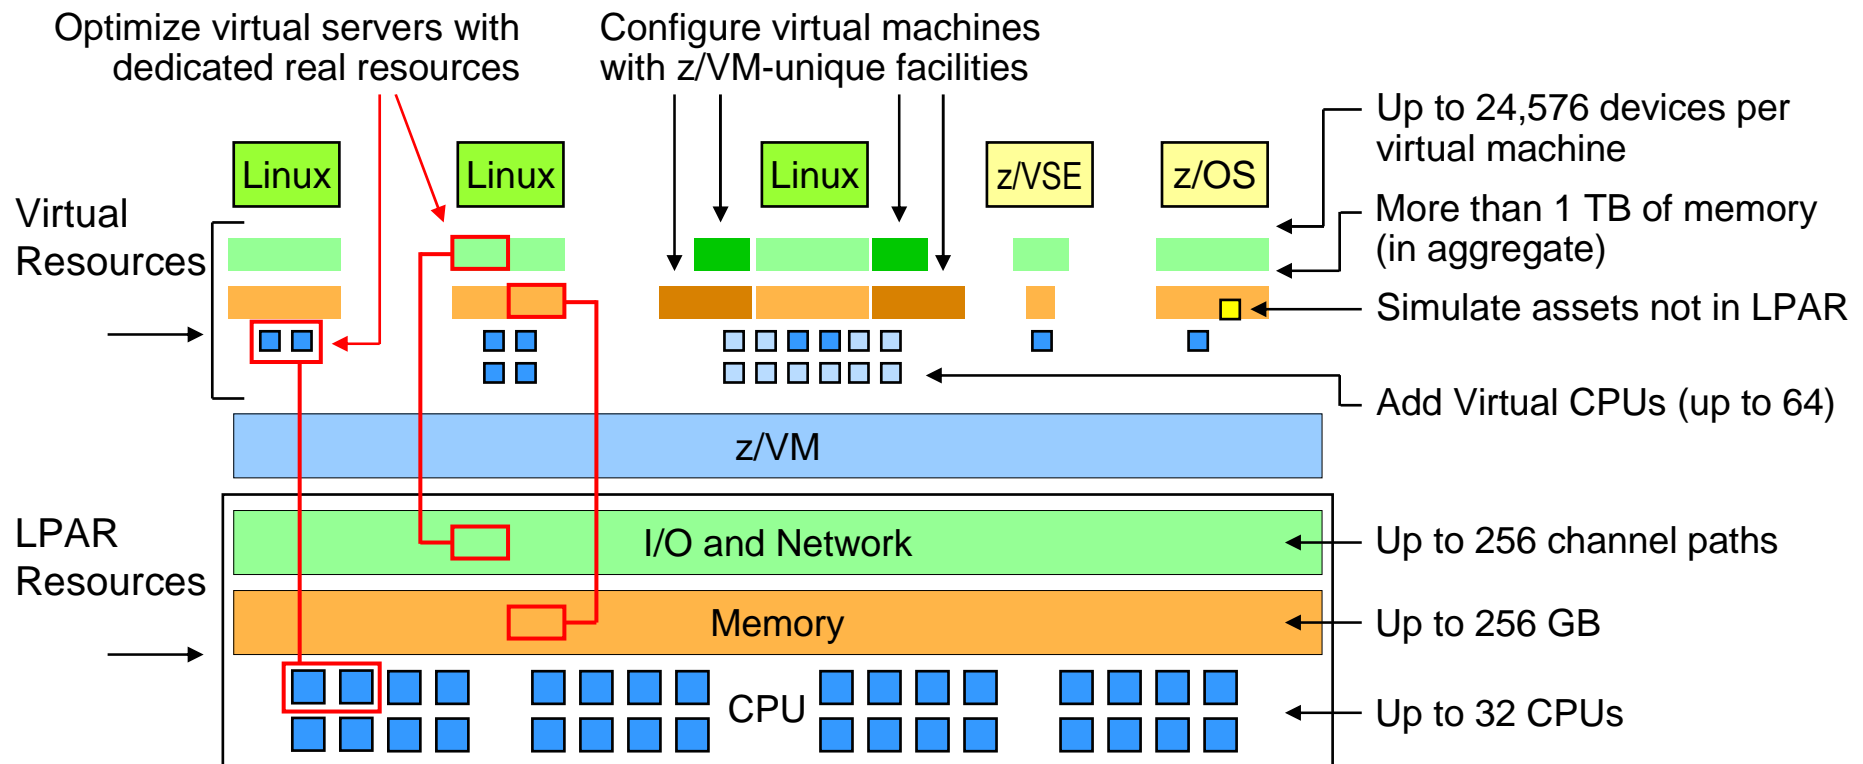 Optimize virtual servers with
dedicated real resources
Configure virtual machines
with z/VM-unique facilities
Up to 24,576 devices per
virtual machine
Linux
Linux
Linux
z/VSE
z/OS
Virtual
Resources
More than 1 TB of memory
(in aggregate)
Simulate assets not in LPAR
Add Virtual CPUs (up to 64)
z/VM
LPAR
Resources
I/O and Network
Up to 256 channel paths
Memory
Up to 256 GB
CPU
Up to 32 CPUs